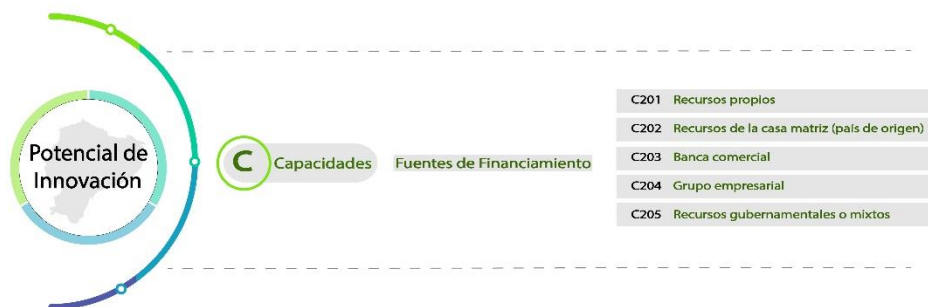 Potencial de
Innovación
C Capacidades
Fuentes de Financiamiento
C201 Recursos propios
C202 Recursos de la casa matriz (país de origen)
C203 Banca comercial
C204 Grupo empresarial
C205 Recursos gubernamentales o mixtos